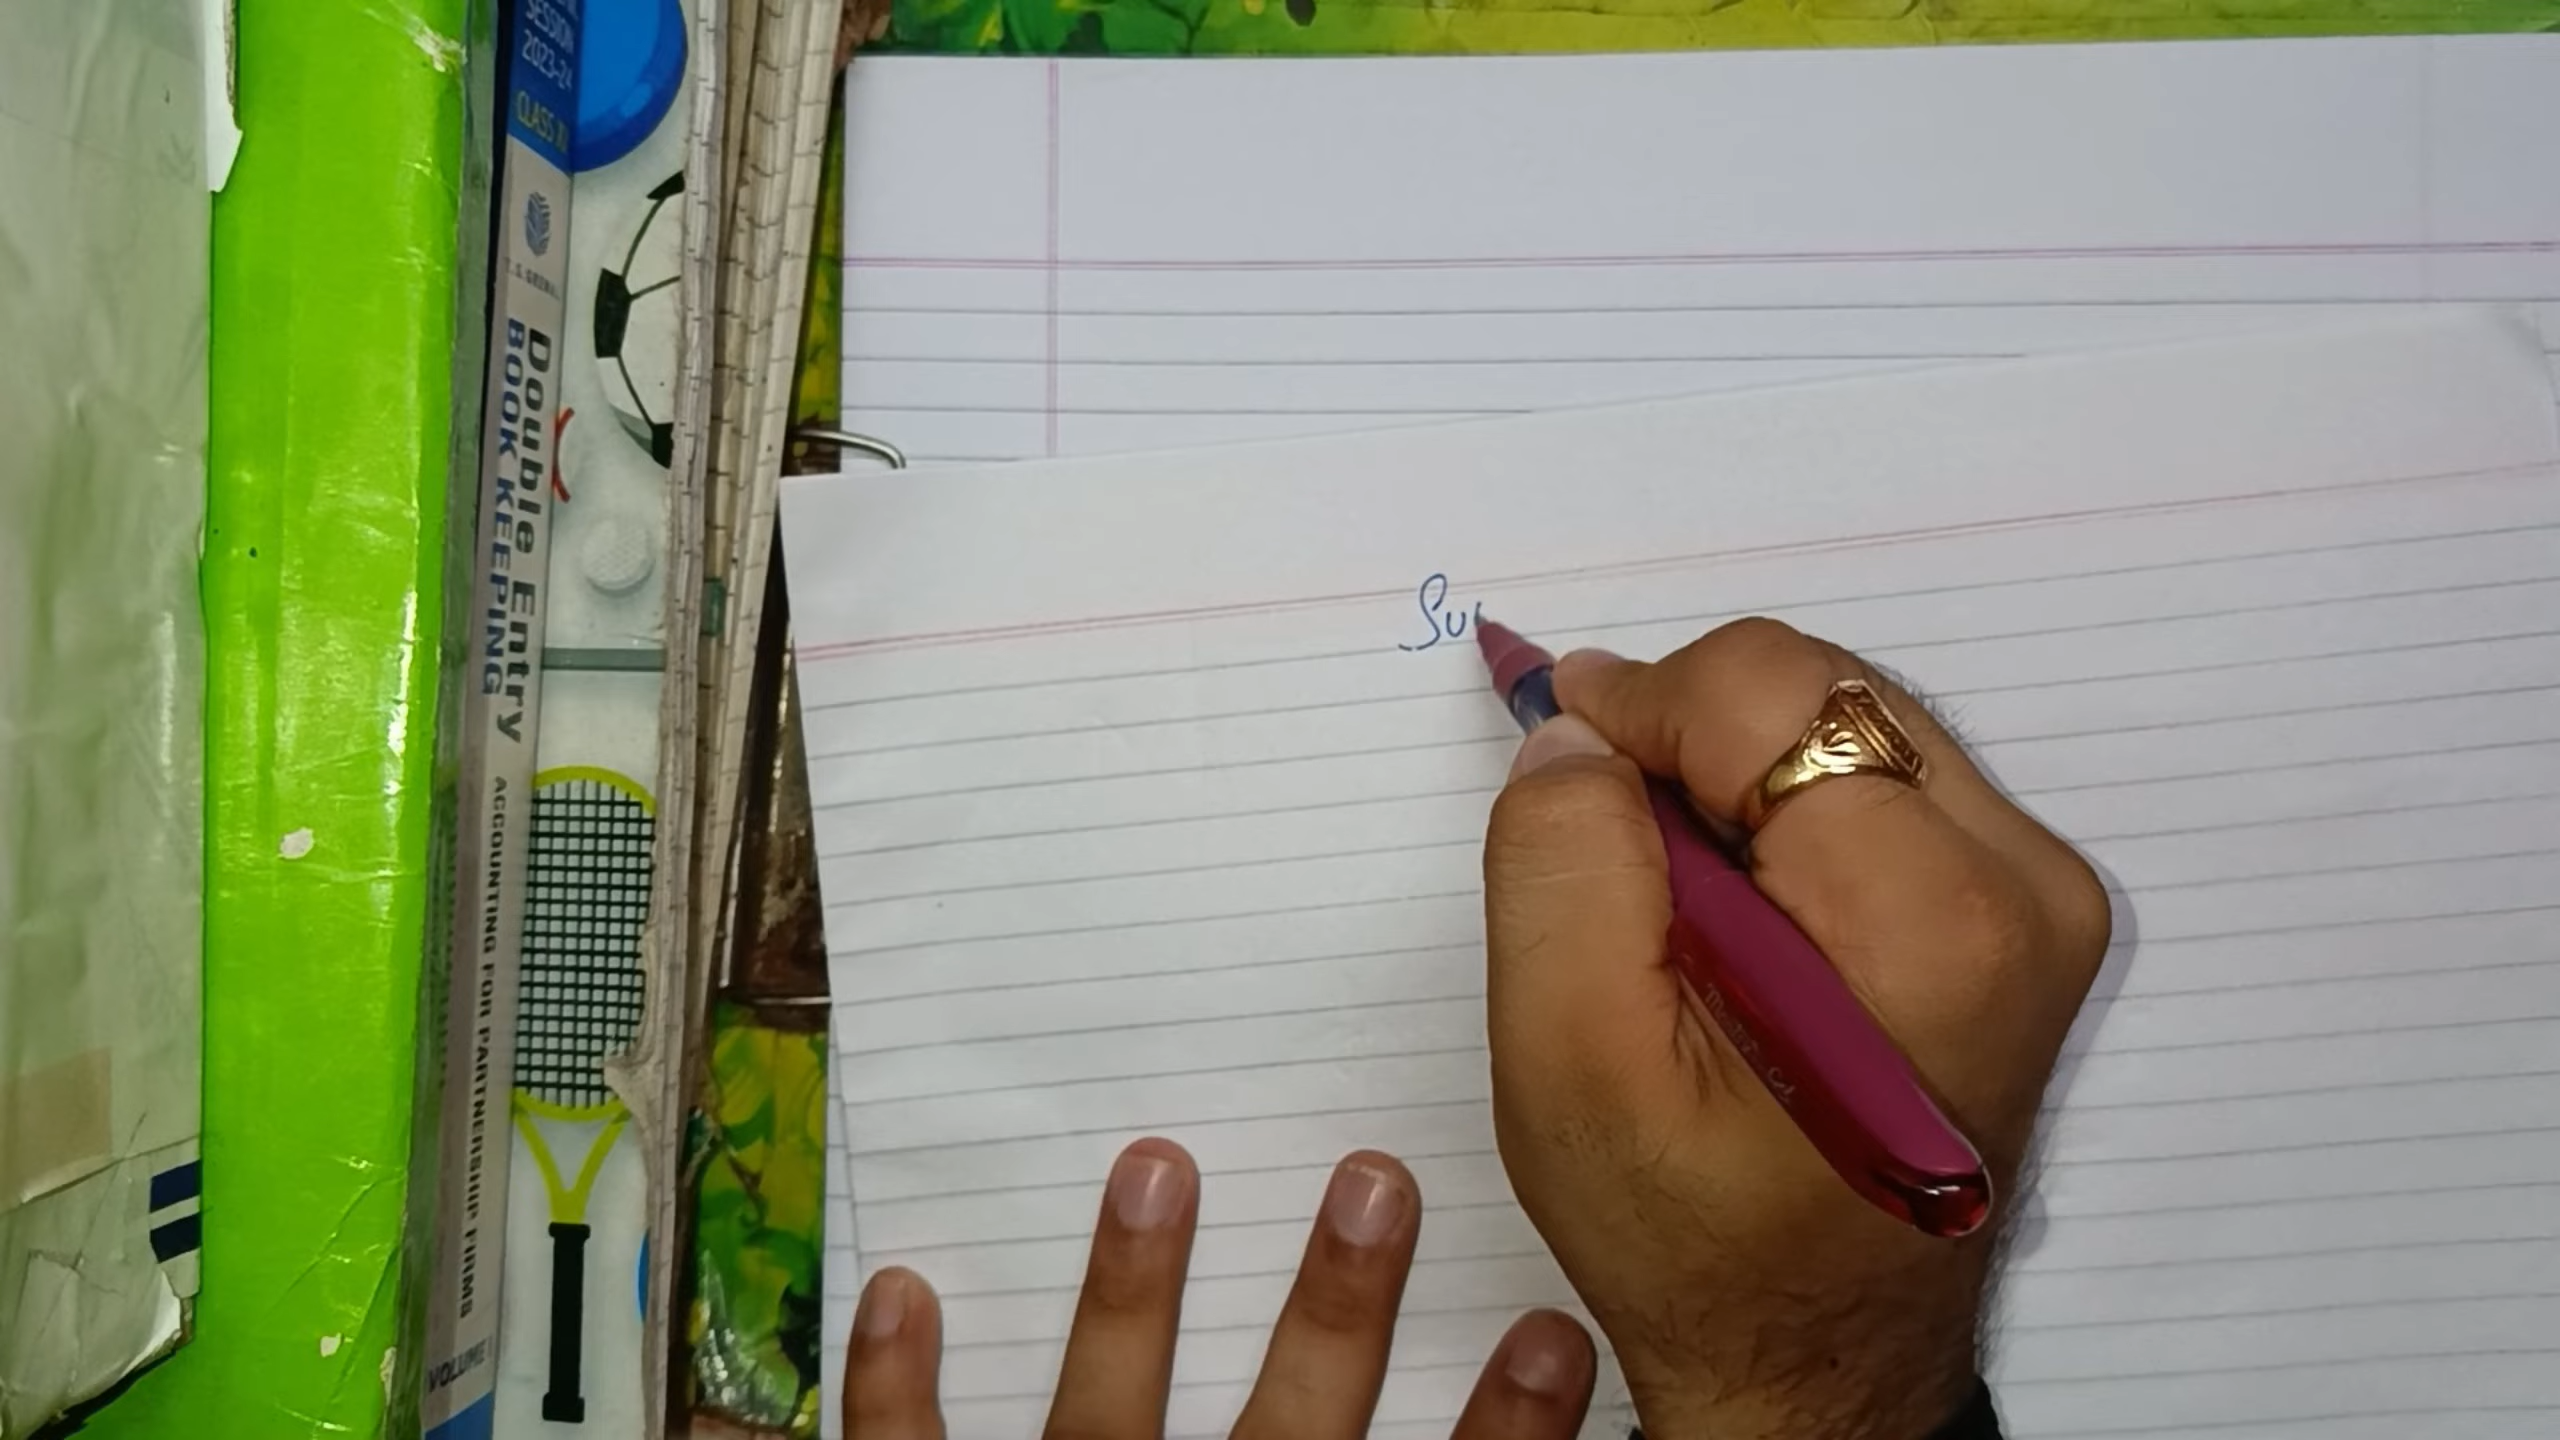 SESSION
2023-24
CLASS XII
T.S. GREWAL
Double Entry
BOOK KEEPING
ACCOUNTING FOR PARTNERSHIP FIRMS
VOLUME I
Su